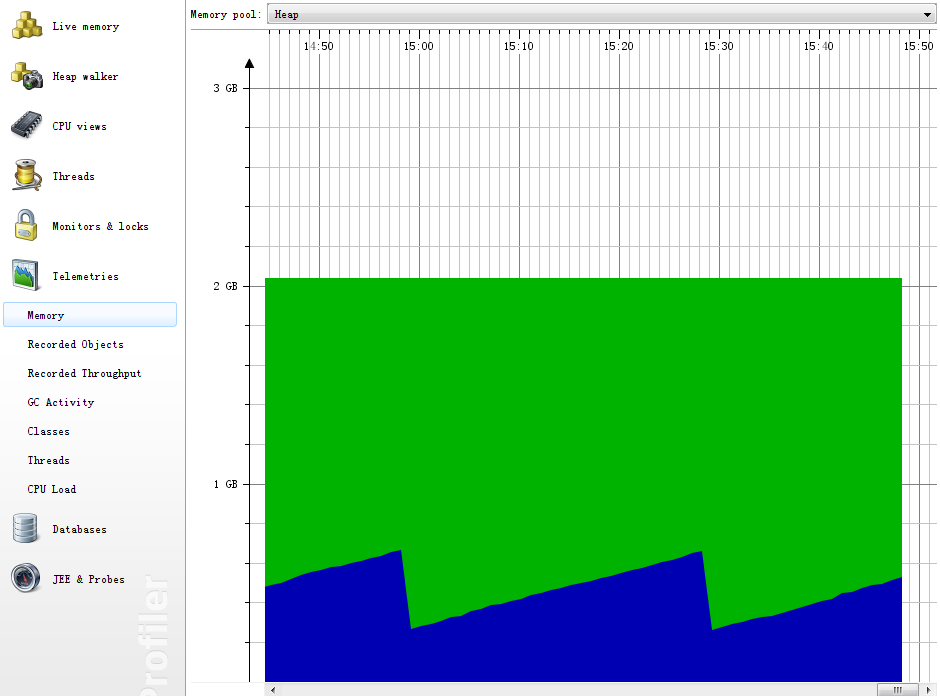 Live memory
Heap walker
CPU views
Threads
Monitors & locks
Telemetries
Memory
Recorded Objects
Recorded Throughput
GC Activity
Classes
Threads
CPU Load
Databases
JEE & Probes
Profiler
Memory pool: Heap
14:50 15:00 15:10 15:20 15:30 15:40 15:50
3 GB
2 GB
1 GB